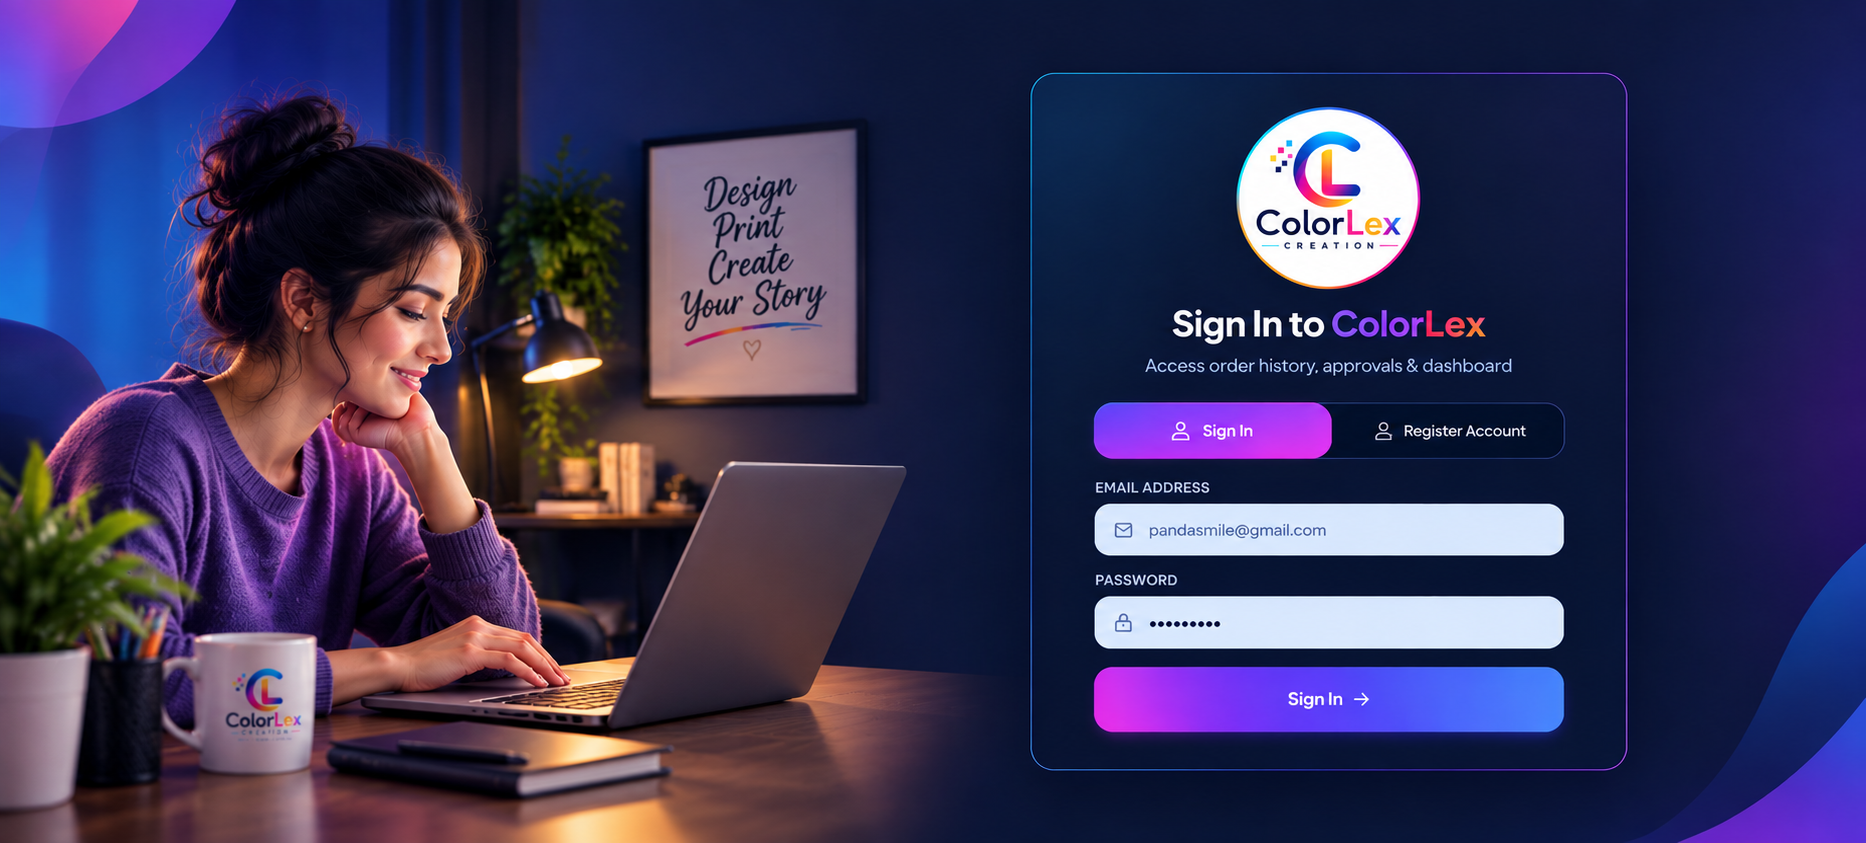 Design
Print
Create
Your Story
ColorLex
CREATION
ColorLex
CREATION
Sign In to ColorLex
Access order history, approvals & dashboard
Sign In
Register Account
EMAIL ADDRESS
pandasmile@gmail.com
PASSWORD
•••••••••
Sign In →